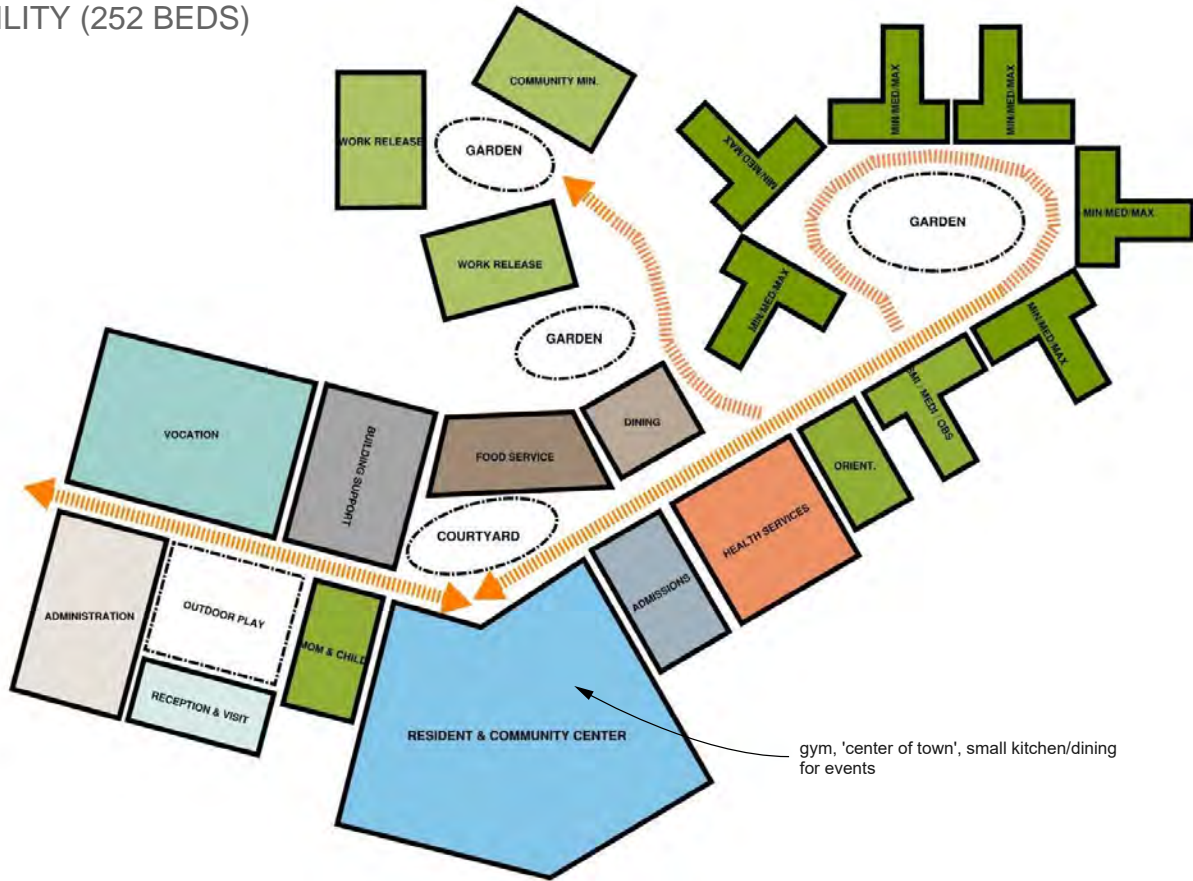 ILITY (252 BEDS)
COMMUNITY MIN.
WORK RELEASE
GARDEN
WORK RELEASE
GARDEN
MIN/MED/MAX
MIN/MED/MAX
MIN/MED/MAX
MIN/MED/MAX
MIN/MED/MAX
MIN/MED/MAX
GARDEN
SMI / MEDI / OBS
ORIENT.
HEALTH SERVICES
ADMISSIONS
DINING
FOOD SERVICE
COURTYARD
BUILDING SUPPORT
VOCATION
ADMINISTRATION
OUTDOOR PLAY
MOM & CHILD
RECEPTION & VISIT
RESIDENT & COMMUNITY CENTER
gym, 'center of town', small kitchen/dining
for events